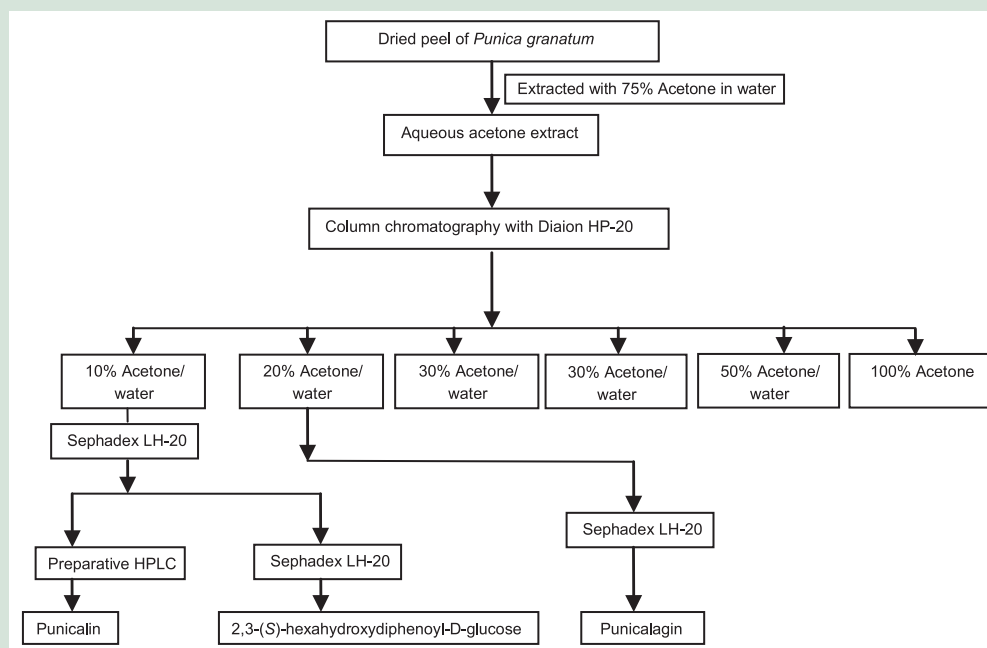 Dried peel of Punica granatum
Extracted with 75% Acetone in water
Aqueous acetone extract
Column chromatography with Diaion HP-20
10% Acetone/
water
20% Acetone/
water
30% Acetone/
water
30% Acetone/
water
50% Acetone/
water
100% Acetone
Sephadex LH-20
Preparative HPLC
Sephadex LH-20
Sephadex LH-20
Punicalin
2,3-(S)-hexahydroxydiphenoyl-D-glucose
Punicalagin